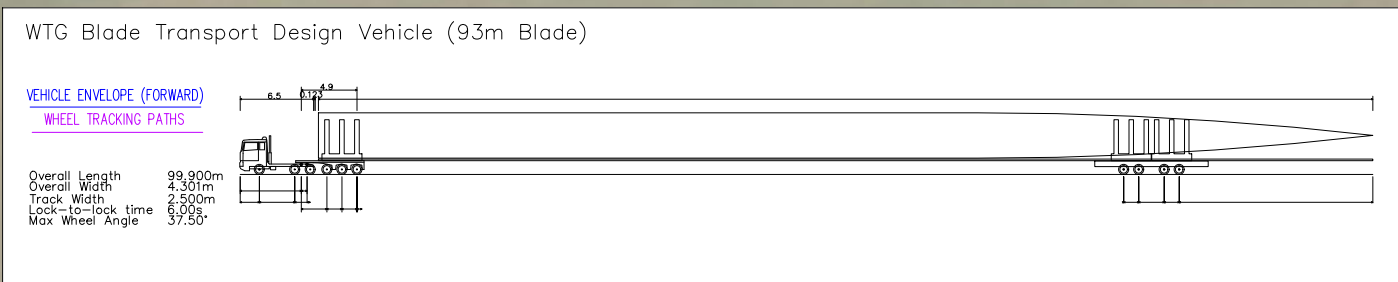 WTG Blade Transport Design Vehicle (93m Blade)
4.9
6.5
0.123
VEHICLE ENVELOPE (FORWARD)
WHEEL TRACKING PATHS
Overall Length 99.900m
Overall Width 4.301m
Track Width 2.500m
Lock-to-lock time 6.00s
Max Wheel Angle 37.50°